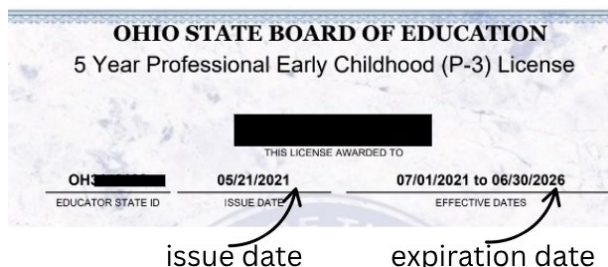 OHIO STATE BOARD OF EDUCATION
5 Year Professional Early Childhood (P-3) License
THIS LICENSE AWARDED TO
OH3 05/21/2021 07/01/2021 to 06/30/2026
EDUCATOR STATE ID ISSUE DATE EFFECTIVE DATES
issue date expiration date